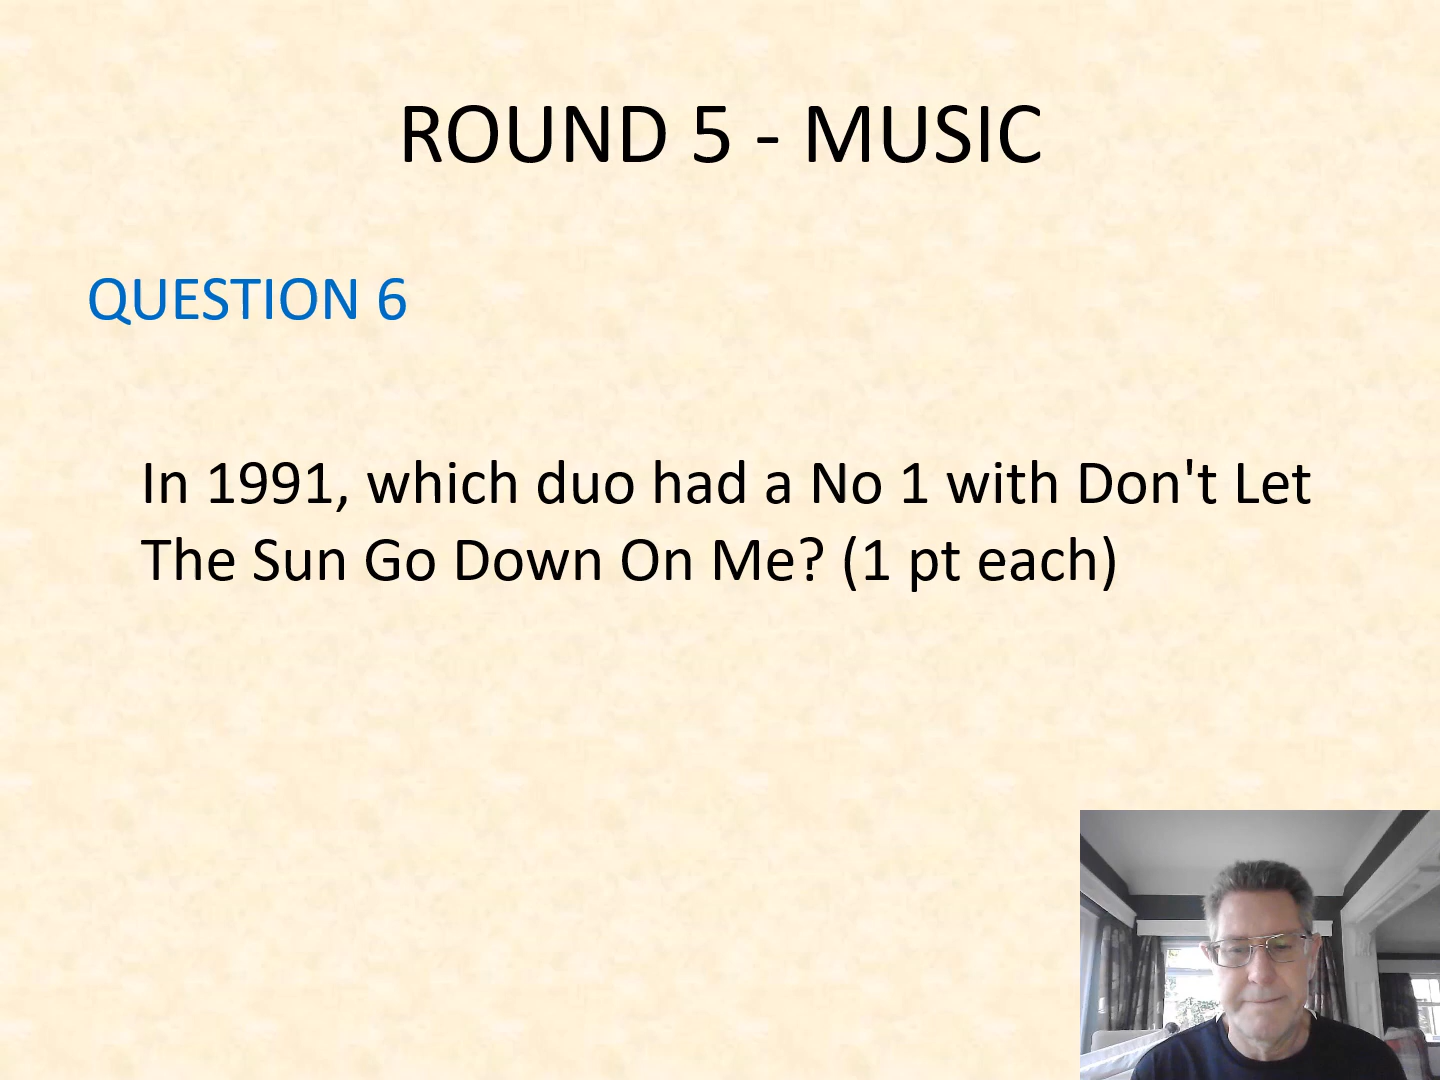 ROUND 5 - MUSIC
QUESTION 6
In 1991, which duo had a No 1 with Don't Let
The Sun Go Down On Me? (1 pt each)